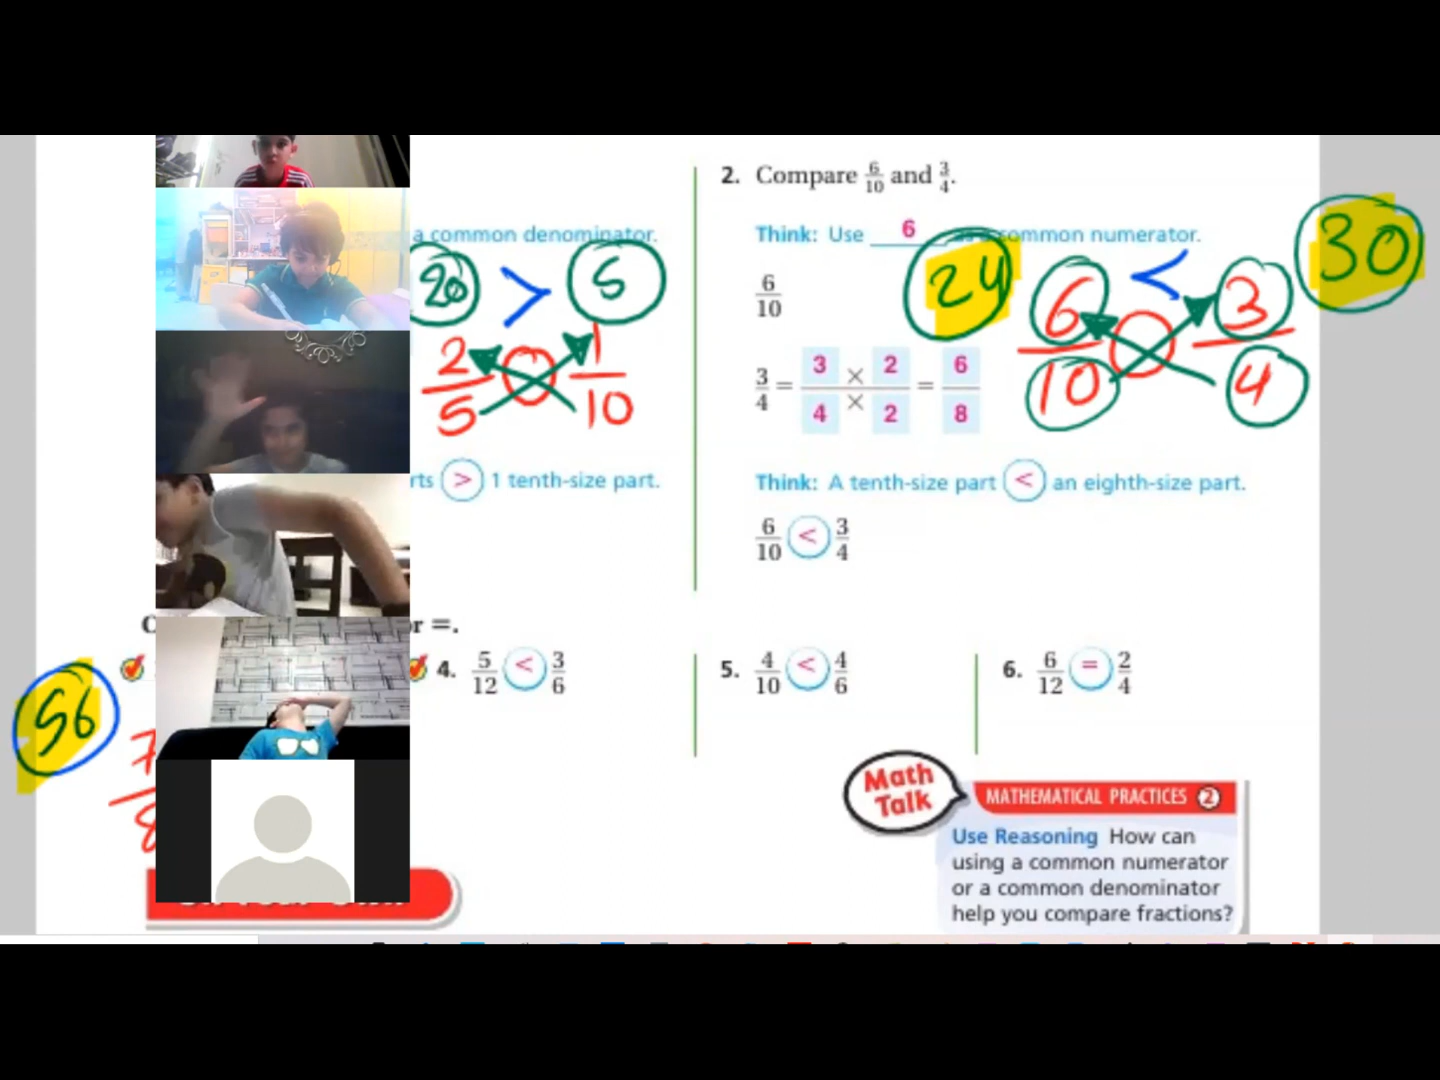 2. Compare 6/10 and 3/4.
a common denominator.
Think: Use 6 common numerator.
20 > 5
2/5 1/10
6/10
24 6/10 < 3/4 30
3/4 = 3 × 2 / 4 × 2 = 6/8
rts > 1 tenth-size part.
Think: A tenth-size part < an eighth-size part.
6/10 < 3/4
r =.
4. 5/12 < 3/6
5. 4/10 < 4/6
6. 6/12 = 2/4
56
7/8
Math Talk
MATHEMATICAL PRACTICES 2
Use Reasoning How can
using a common numerator
or a common denominator
help you compare fractions?